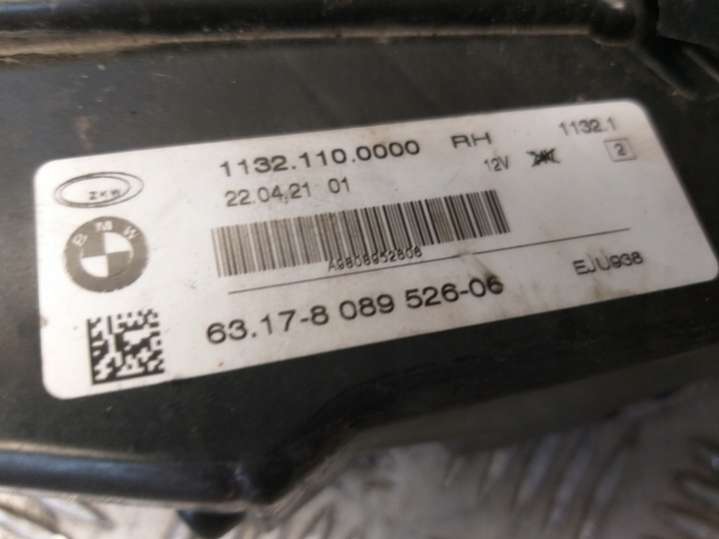 1132.110.0000 RH 1132.1
ZKW
22.04.21 01 12V 2
BMW
A9808952608
EJU938
63.17-8 089 526-06